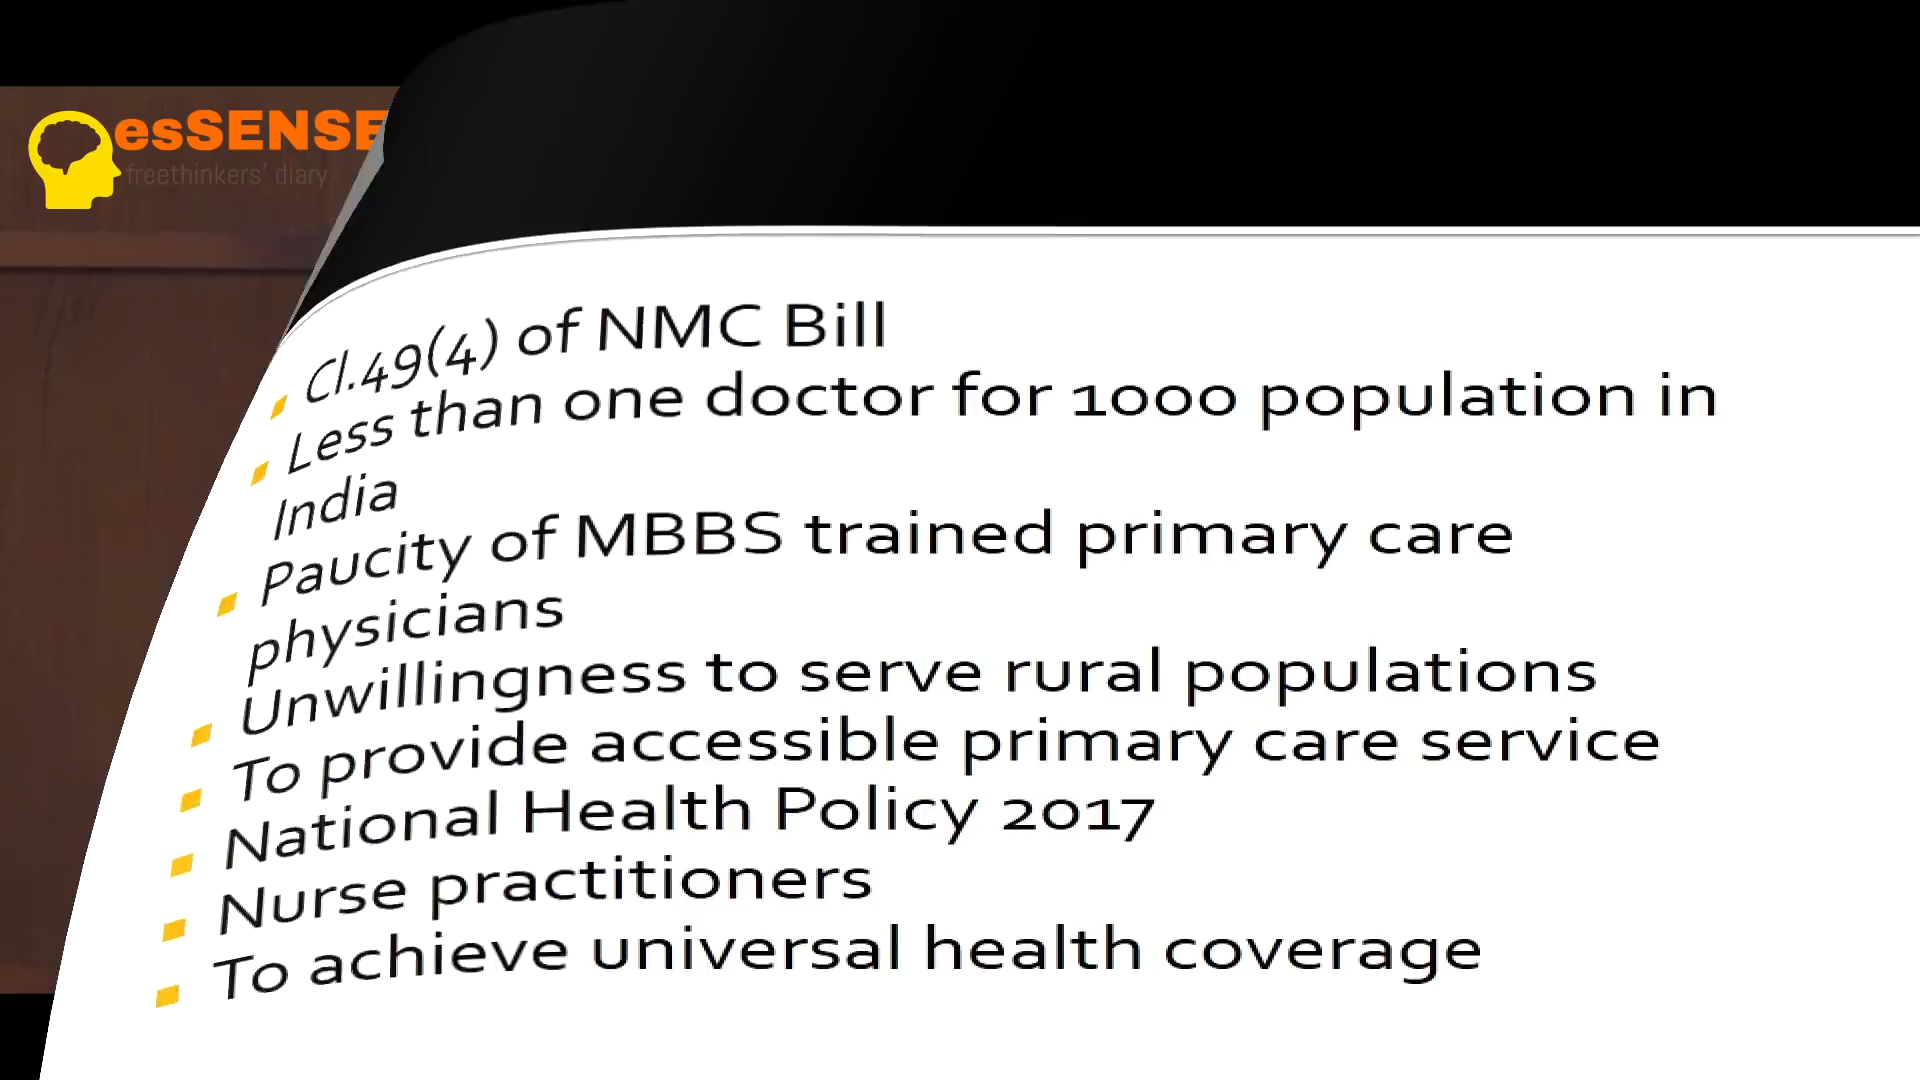 esSENSE
freethinkers' diary
Cl.49(4) of NMC Bill
Less than one doctor for 1000 population in
India
Paucity of MBBS trained primary care
physicians
Unwillingness to serve rural populations
To provide accessible primary care service
National Health Policy 2017
Nurse practitioners
To achieve universal health coverage